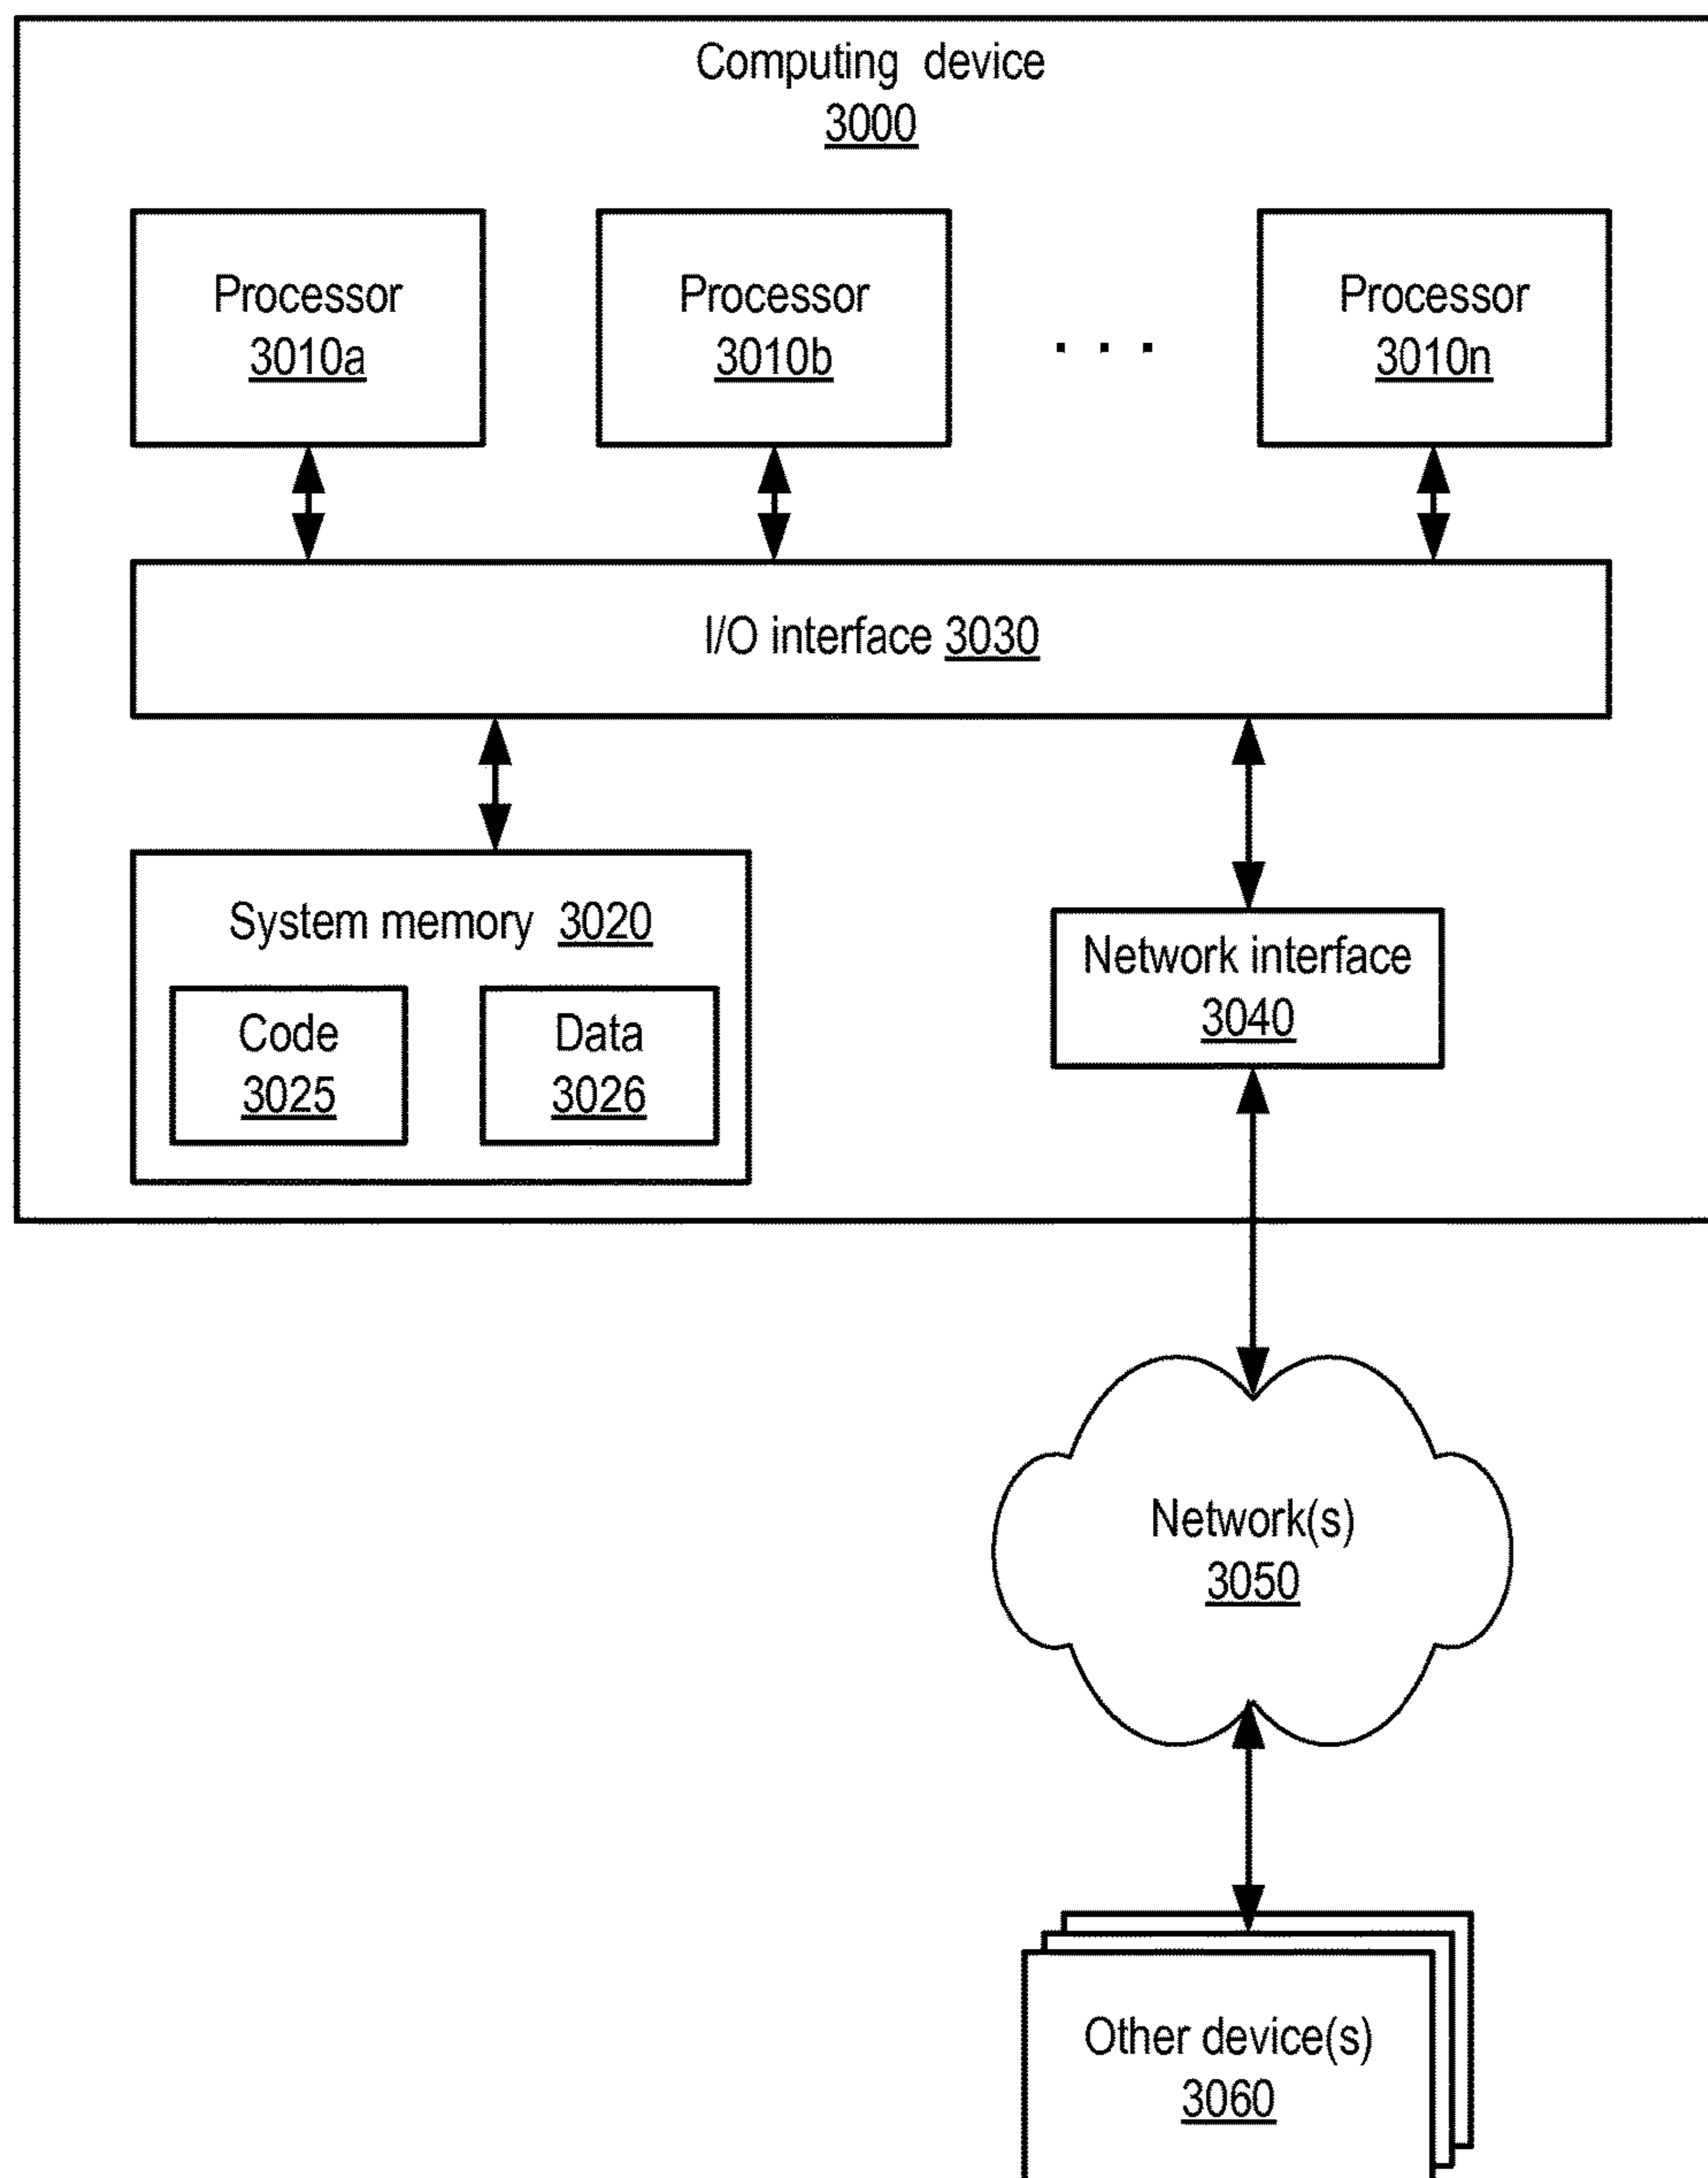 Computing device
3000
Processor
3010a
Processor
3010b
. . .
Processor
3010n
I/O interface 3030
System memory 3020
Code
3025
Data
3026
Network interface
3040
Network(s)
3050
Other device(s)
3060